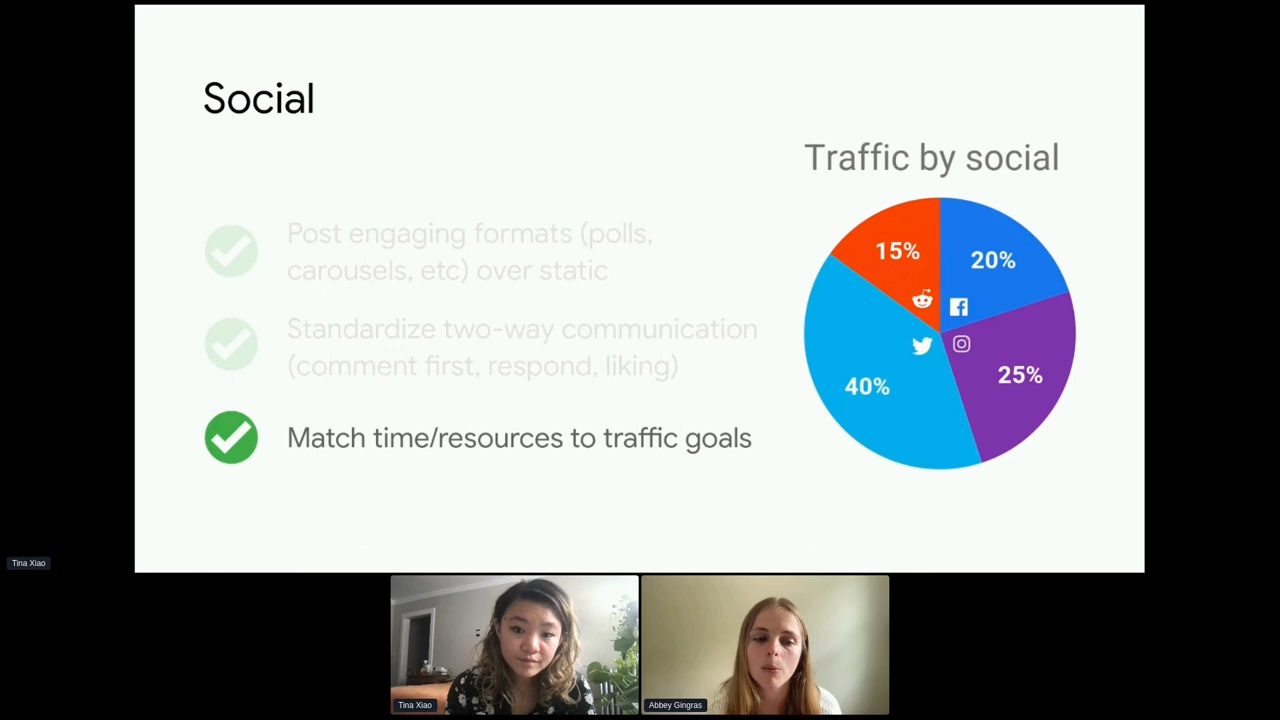 Social
Traffic by social
Post engaging formats (polls,
carousels, etc) over static
Standardize two-way communication
(comment first, respond, liking)
Match time/resources to traffic goals
15%
20%
40%
25%
Tina Xiao
Tina Xiao
Abbey Gingras